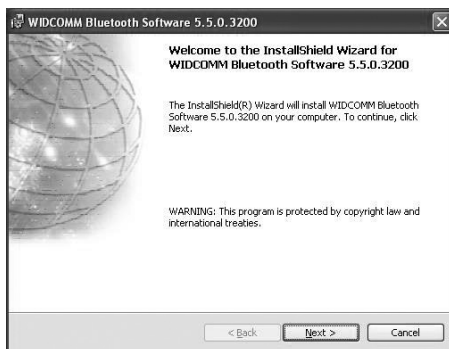 WIDCOMM Bluetooth Software 5.5.0.3200
Welcome to the InstallShield Wizard for
WIDCOMM Bluetooth Software 5.5.0.3200
The InstallShield(R) Wizard will install WIDCOMM Bluetooth
Software 5.5.0.3200 on your computer. To continue, click
Next.
WARNING: This program is protected by copyright law and
international treaties.
< Back
Next >
Cancel